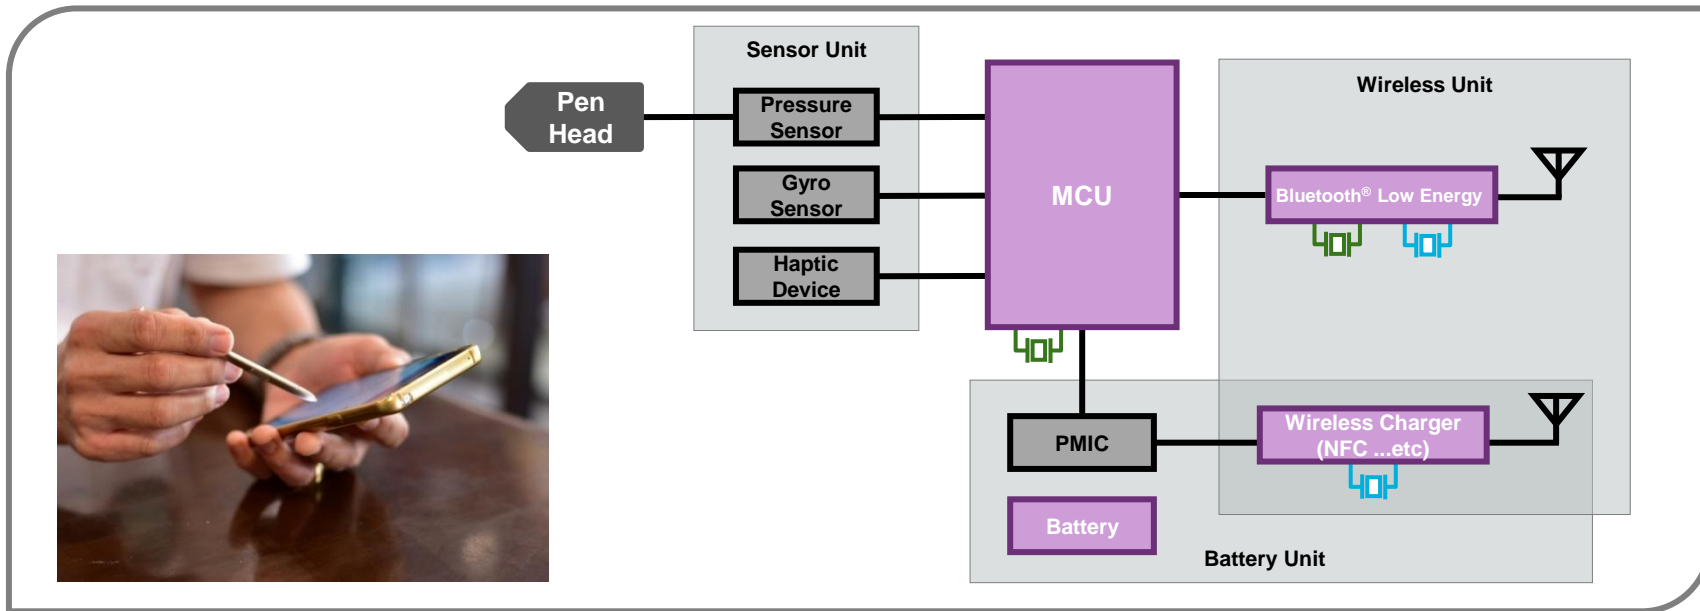 Sensor Unit
Pen
Head
Pressure
Sensor
Gyro
Sensor
Haptic
Device
MCU
Wireless Unit
Bluetooth® Low Energy
PMIC
Wireless Charger
(NFC ...etc)
Battery
Battery Unit